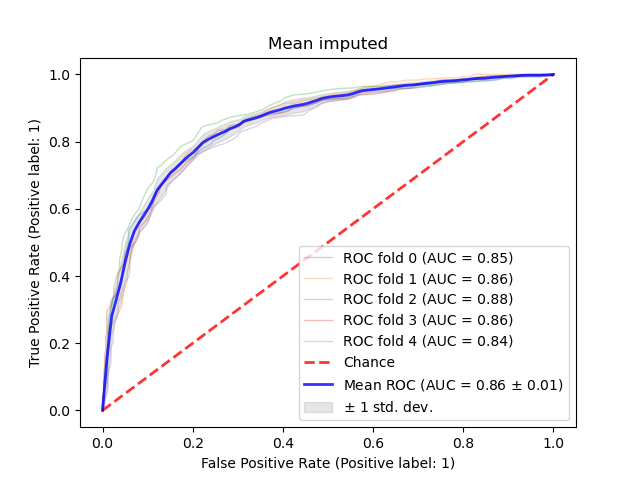 Mean imputed
True Positive Rate (Positive label: 1)
1.0
0.8
0.6
0.4
0.2
0.0
ROC fold 0 (AUC = 0.85)
ROC fold 1 (AUC = 0.86)
ROC fold 2 (AUC = 0.88)
ROC fold 3 (AUC = 0.86)
ROC fold 4 (AUC = 0.84)
Chance
Mean ROC (AUC = 0.86 ± 0.01)
± 1 std. dev.
0.0 0.2 0.4 0.6 0.8 1.0
False Positive Rate (Positive label: 1)